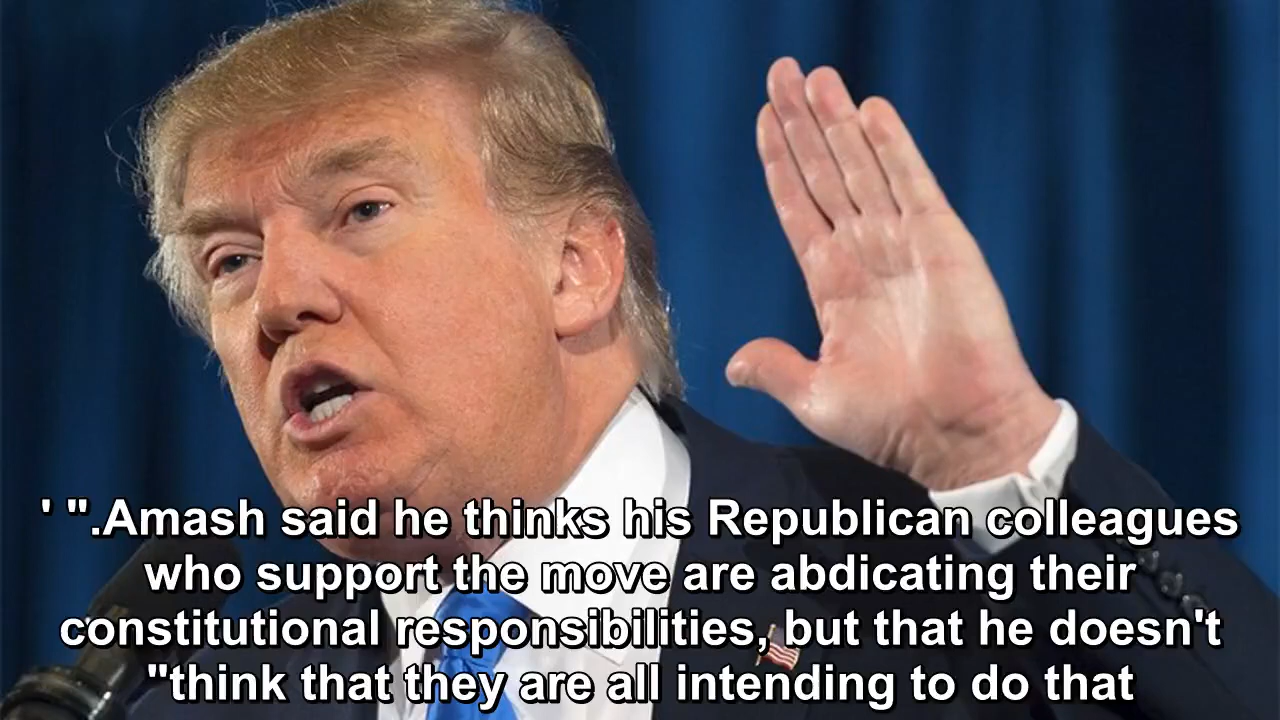 ' ".Amash said he thinks his Republican colleagues
who support the move are abdicating their
constitutional responsibilities, but that he doesn't
"think that they are all intending to do that